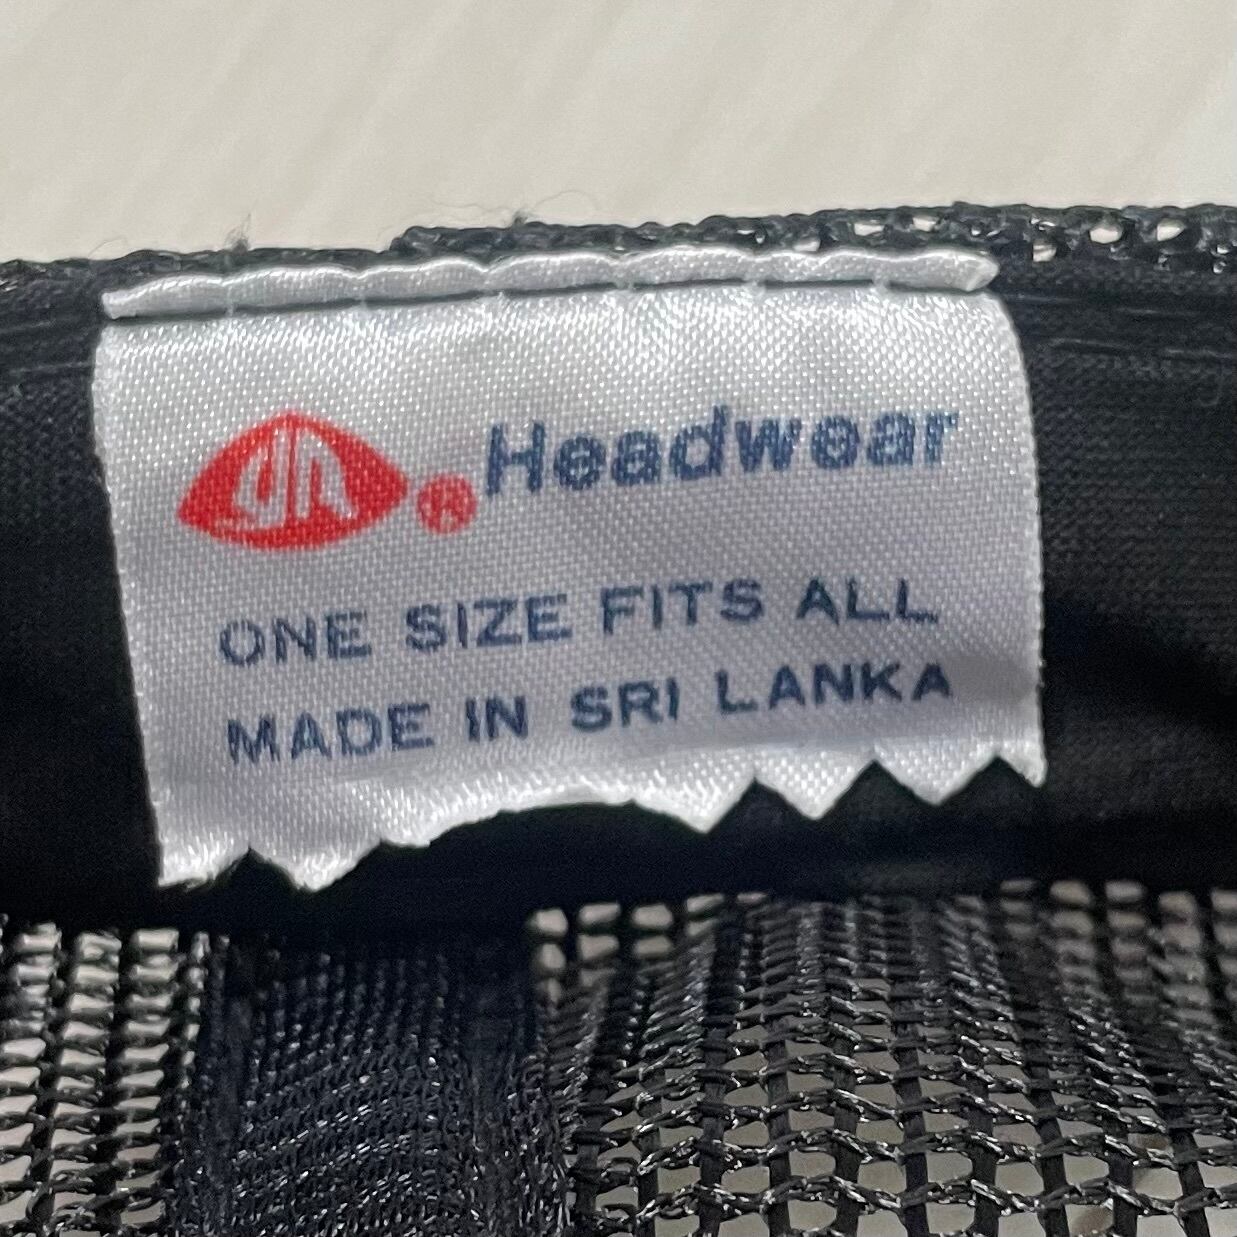 ® Headwear
ONE SIZE FITS ALL
MADE IN SRI LANKA